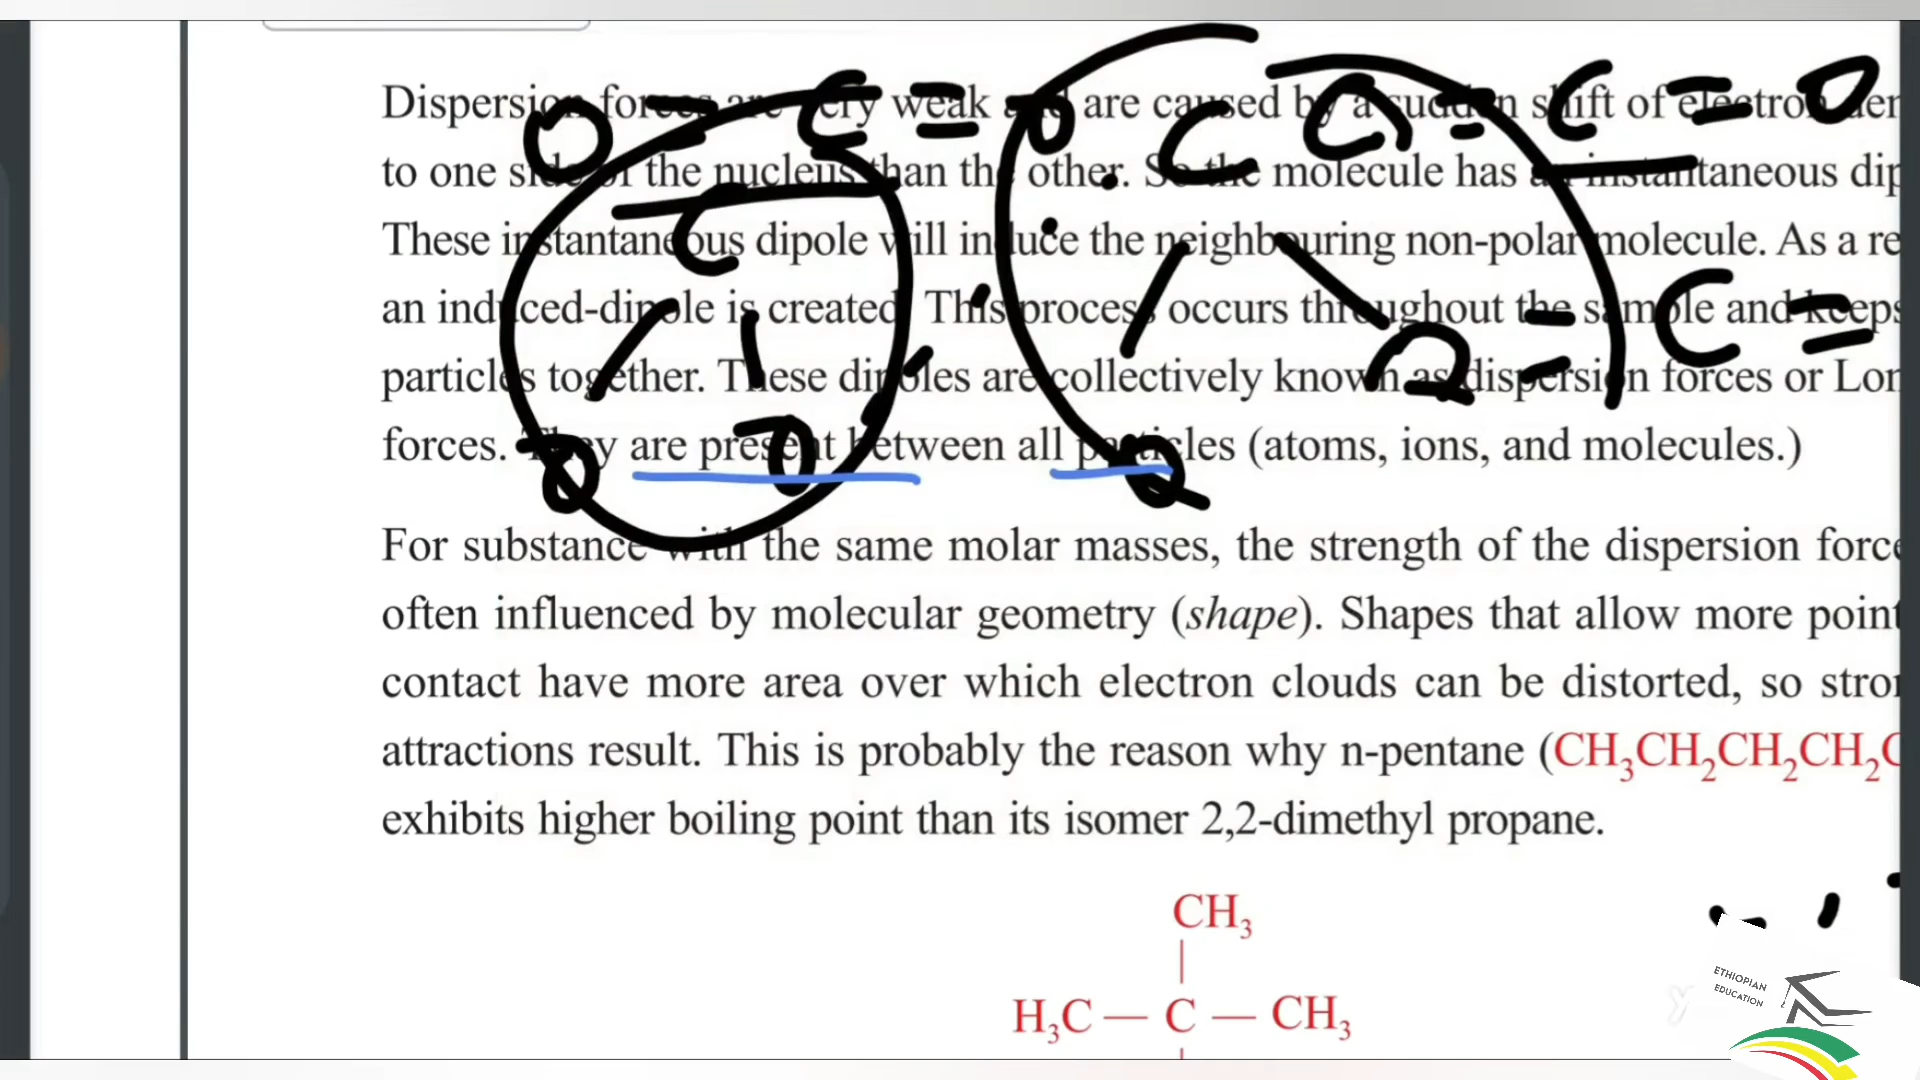 Dispersion forces are very weak and are caused by a sudden shift of electron den
to one side of the nucleus than the other. So the molecule has an instantaneous dip
These instantaneous dipole will induce the neighbouring non-polar molecule. As a re
an induced-dipole is created. This process occurs throughout the sample and keeps
particles together. These dipoles are collectively known as dispersion forces or Lon
forces. They are present between all particles (atoms, ions, and molecules.)
For substance with the same molar masses, the strength of the dispersion force
often influenced by molecular geometry (shape). Shapes that allow more point
contact have more area over which electron clouds can be distorted, so stron
attractions result. This is probably the reason why n-pentane (CH₃CH₂CH₂CH₂C
exhibits higher boiling point than its isomer 2,2-dimethyl propane.
CH₃
|
H₃C — C — CH₃
ETHIOPIAN
EDUCATION